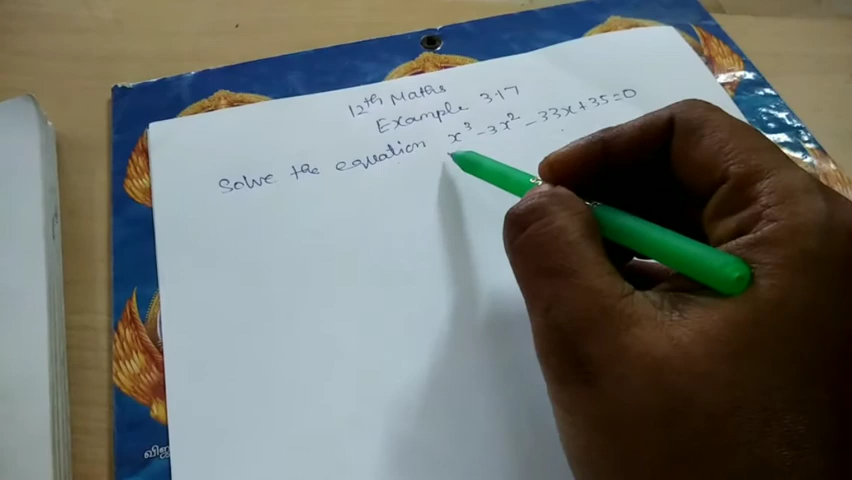 12th Maths
Example 3.17
Solve the equation x³-3x²-33x+35=0